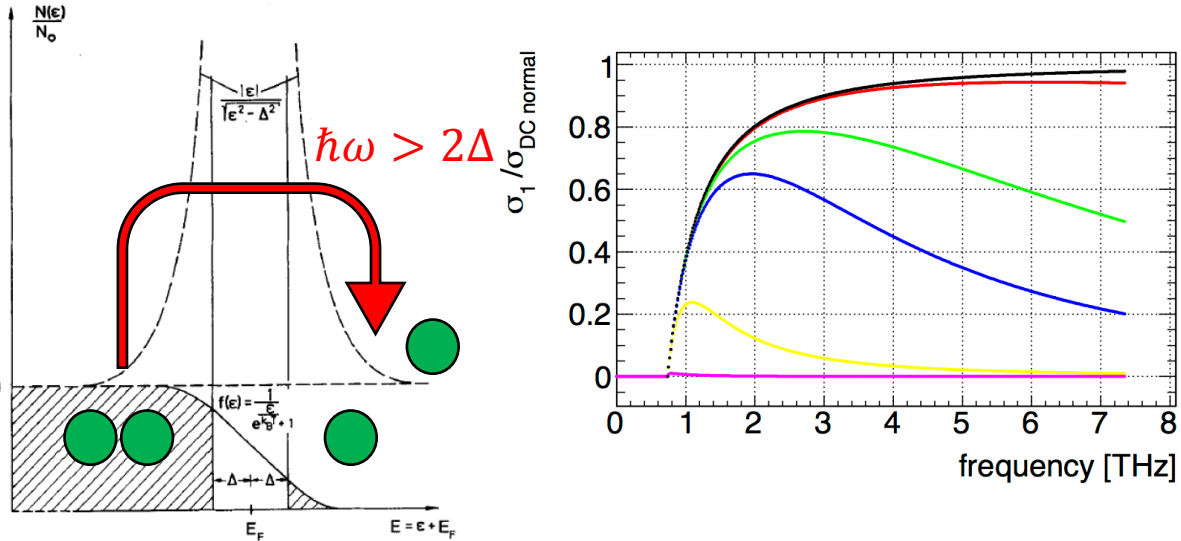 N(ε)
N₀
|ε|
√ε² - Δ²
ħω > 2Δ
f(ε) = 1
e^(ε/k_BT) + 1
Δ
Δ
E_F
E = ε + E_F
σ₁ /σ_DC normal
1
0.8
0.6
0.4
0.2
0
0 1 2 3 4 5 6 7 8
frequency [THz]